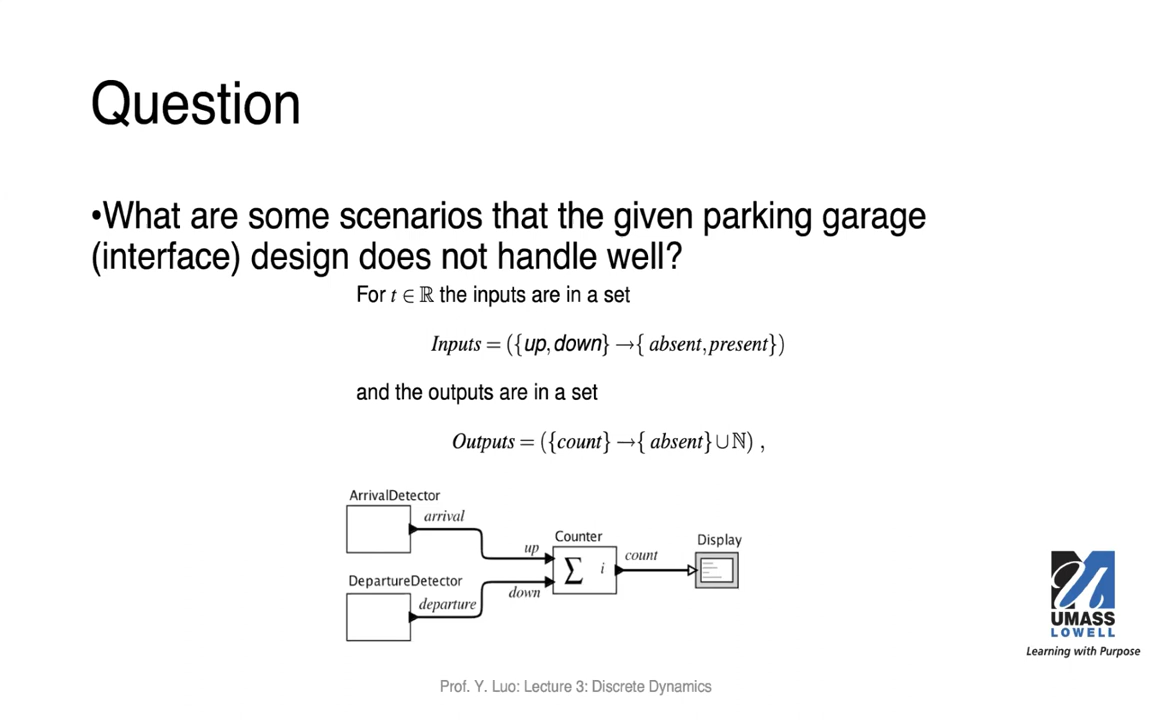 Question
•What are some scenarios that the given parking garage
(interface) design does not handle well?
For t ∈ ℝ the inputs are in a set
Inputs = ({up, down} →{ absent, present})
and the outputs are in a set
Outputs = ({count} →{ absent} ∪ ℕ) ,
ArrivalDetector
arrival
Counter
Display
up
∑ i
count
DepartureDetector
down
departure
UMASS
LOWELL
Learning with Purpose
Prof. Y. Luo: Lecture 3: Discrete Dynamics